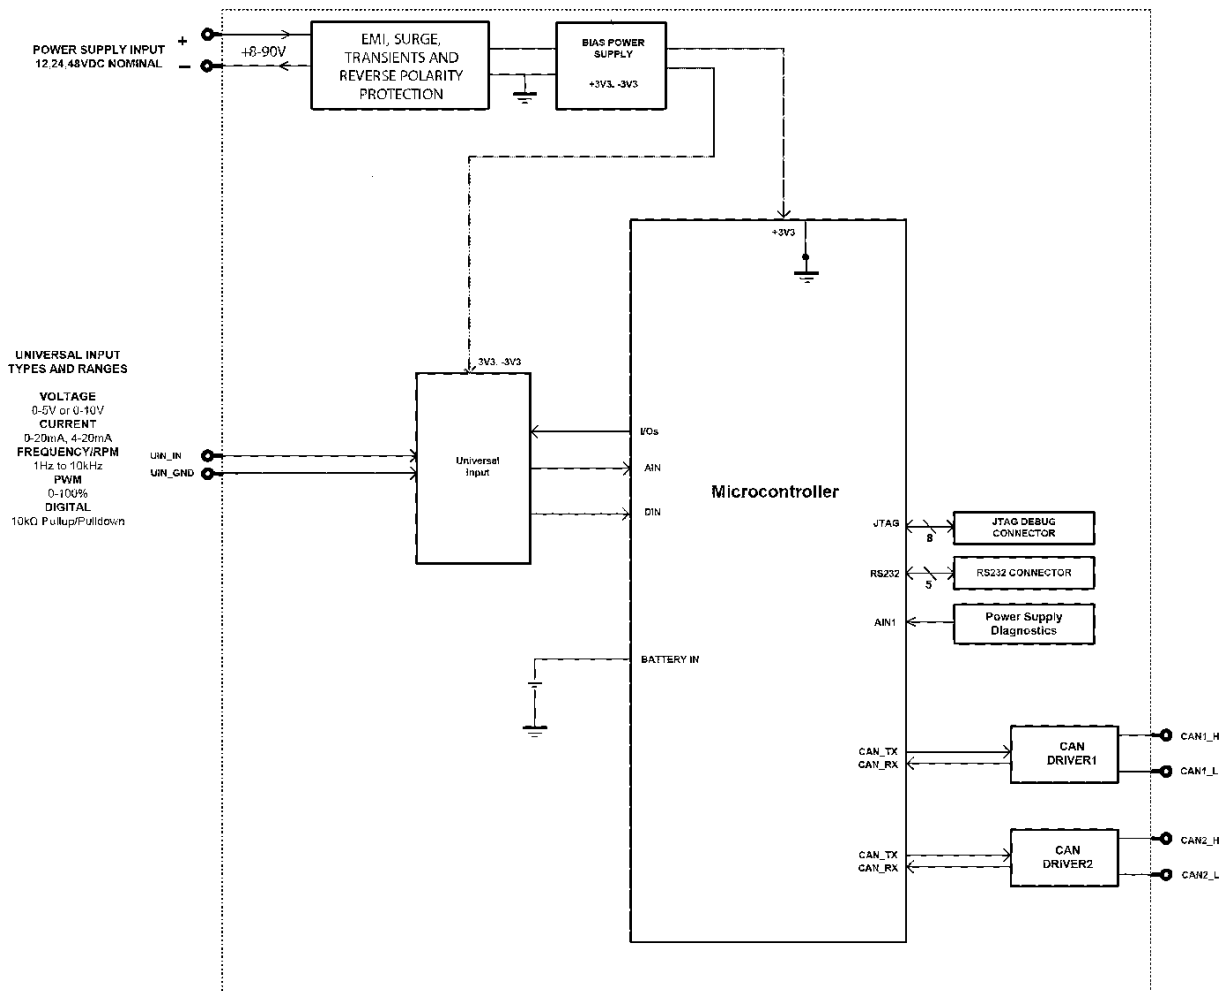 POWER SUPPLY INPUT
12,24,48VDC NOMINAL
+
−
+8-90V
EMI, SURGE,
TRANSIENTS AND
REVERSE POLARITY
PROTECTION
BIAS POWER
SUPPLY
+3V3. -3V3
+3V3
UNIVERSAL INPUT
TYPES AND RANGES
VOLTAGE
0-5V or 0-10V
CURRENT
0-20mA, 4-20mA
FREQUENCY/RPM
1Hz to 10kHz
PWM
0-100%
DIGITAL
10kΩ Pullup/Pulldown
UIN_IN
UIN_GND
3V3. -3V3
Universal
Input
I/Os
AIN
DIN
BATTERY IN
Microcontroller
JTAG
8
JTAG DEBUG
CONNECTOR
RS232
5
RS232 CONNECTOR
AIN1
Power Supply
Diagnostics
CAN_TX
CAN_RX
CAN
DRIVER1
CAN1_H
CAN1_L
CAN_TX
CAN_RX
CAN
DRIVER2
CAN2_H
CAN2_L